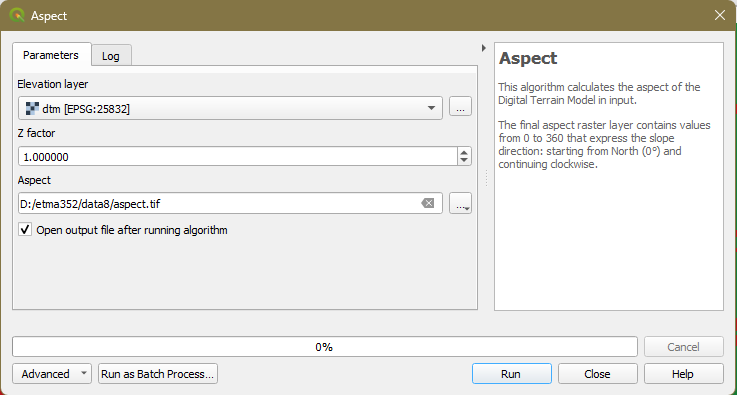 Aspect
Parameters
Log
Elevation layer
dtm [EPSG:25832]
...
Z factor
1.000000
Aspect
D:/etma352/data8/aspect.tif
...
Open output file after running algorithm
Aspect
This algorithm calculates the aspect of the
Digital Terrain Model in input.
The final aspect raster layer contains values
from 0 to 360 that express the slope
direction: starting from North (0°) and
continuing clockwise.
0%
Cancel
Advanced
Run as Batch Process...
Run
Close
Help